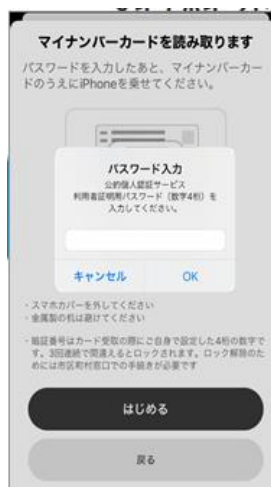 マイナンバーカードを読み取ります
パスワードを入力したあと、マイナンバーカー
ドのうえにiPhoneを乗せてください。
パスワード入力
公的個人認証サービス
利用者証明用パスワード（数字4桁）を
入力してください。
キャンセル
OK
・スマホカバーを外してください
・金属製の机は避けてください
・暗証番号はカード受取の際にご自身で設定した4桁の数字で
す。3回連続で間違えるとロックされます。ロック解除のた
めには市区町村窓口での手続きが必要です
はじめる
戻る